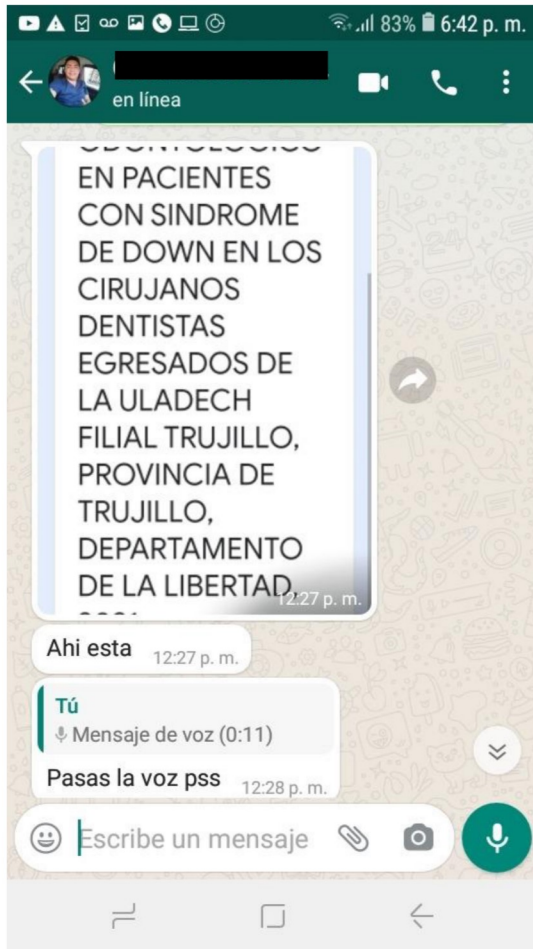 83% 6:42 p. m.
en línea
EN PACIENTES
CON SINDROME
DE DOWN EN LOS
CIRUJANOS
DENTISTAS
EGRESADOS DE
LA ULADECH
FILIAL TRUJILLO,
PROVINCIA DE
TRUJILLO,
DEPARTAMENTO
DE LA LIBERTAD,
12:27 p. m.
Ahi esta 12:27 p. m.
Tú
Mensaje de voz (0:11)
Pasas la voz pss 12:28 p. m.
Escribe un mensaje